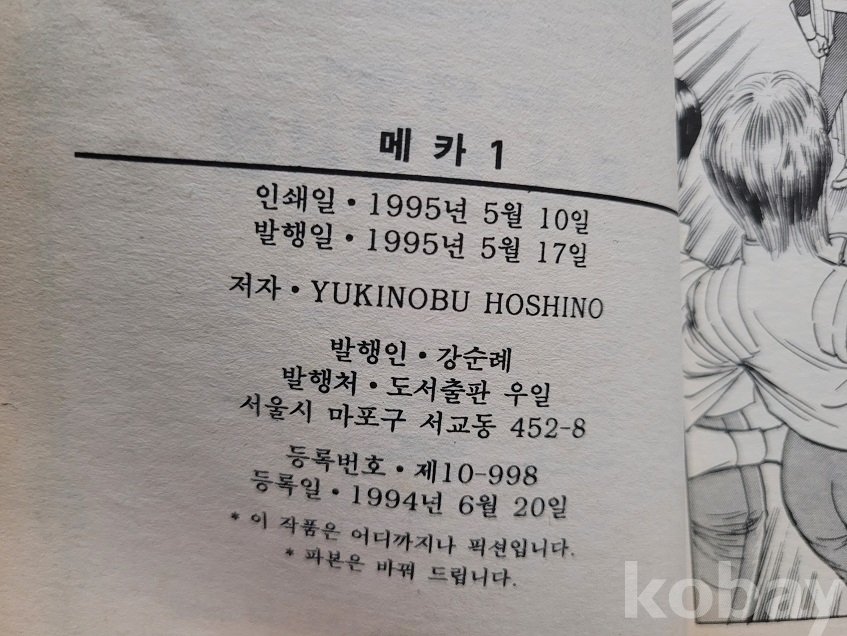 메카 1
인쇄일 • 1995년 5월 10일
발행일 • 1995년 5월 17일
저자 • YUKINOBU HOSHINO
발행인 • 강순례
발행처 • 도서출판 우일
서울시 마포구 서교동 452-8
등록번호 • 제10-998
등록일 • 1994년 6월 20일
* 이 작품은 어디까지나 픽션입니다.
* 파본은 바꿔 드립니다.
kobay